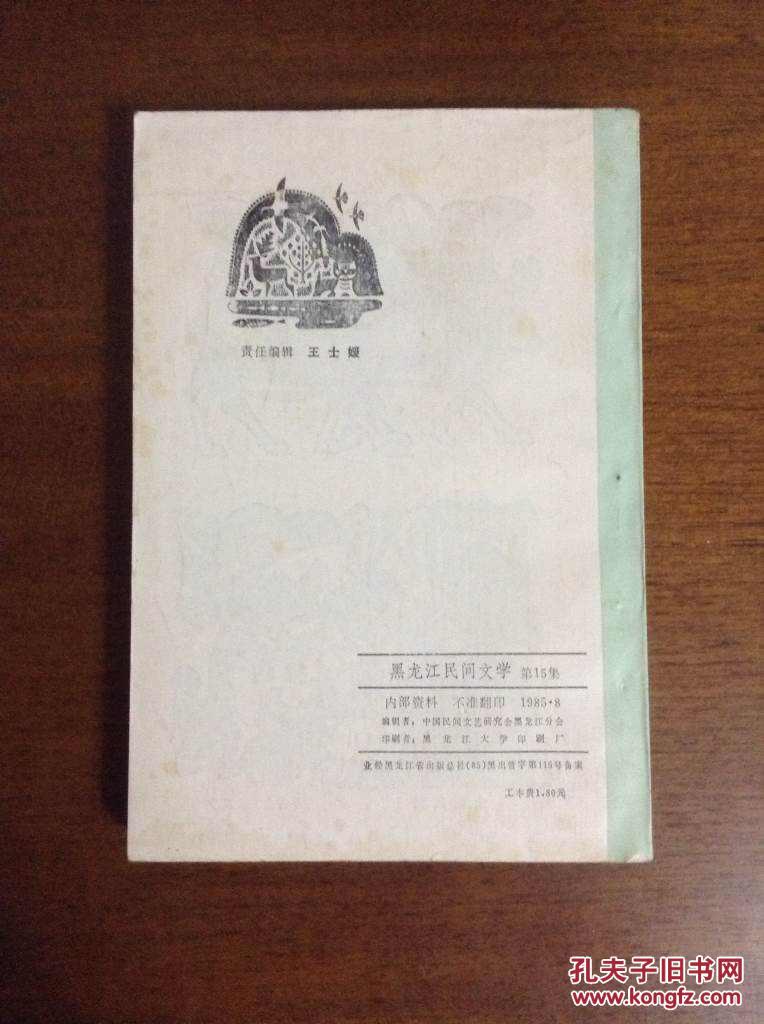 责任编辑 王士媛
黑龙江民间文学 第15集
内部资料 不准翻印 1985·8
编辑者：中国民间文艺研究会黑龙江分会
印刷者：黑龙江大学印刷厂
业经黑龙江省出版总社(85)黑出管字第115号备案
工本费1.80元
孔夫子旧书网
www.kongfz.com